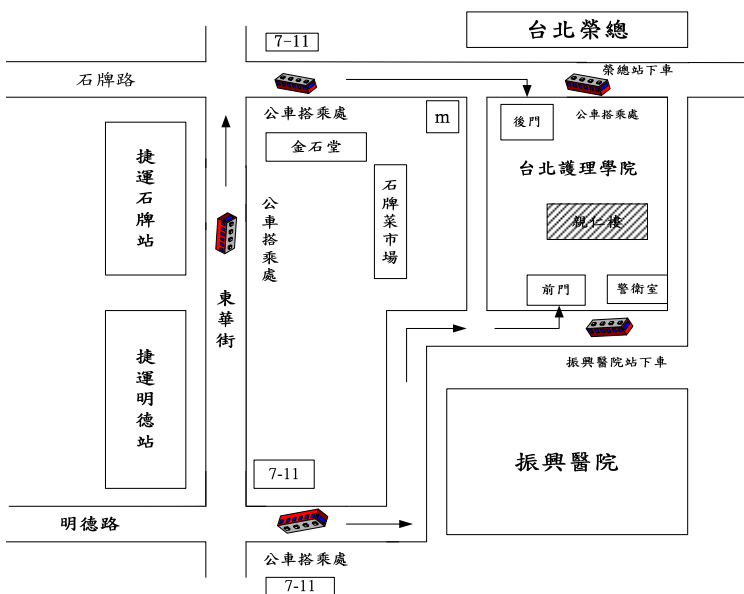 台北榮總
7-11
石牌路
榮總站下車
公車搭乘處
m
後門
公車搭乘處
金石堂
台北護理學院
捷運石牌站
石牌菜市場
公車搭乘處
親仁樓
東華街
前門
警衛室
捷運明德站
振興醫院站下車
振興醫院
7-11
明德路
公車搭乘處
7-11